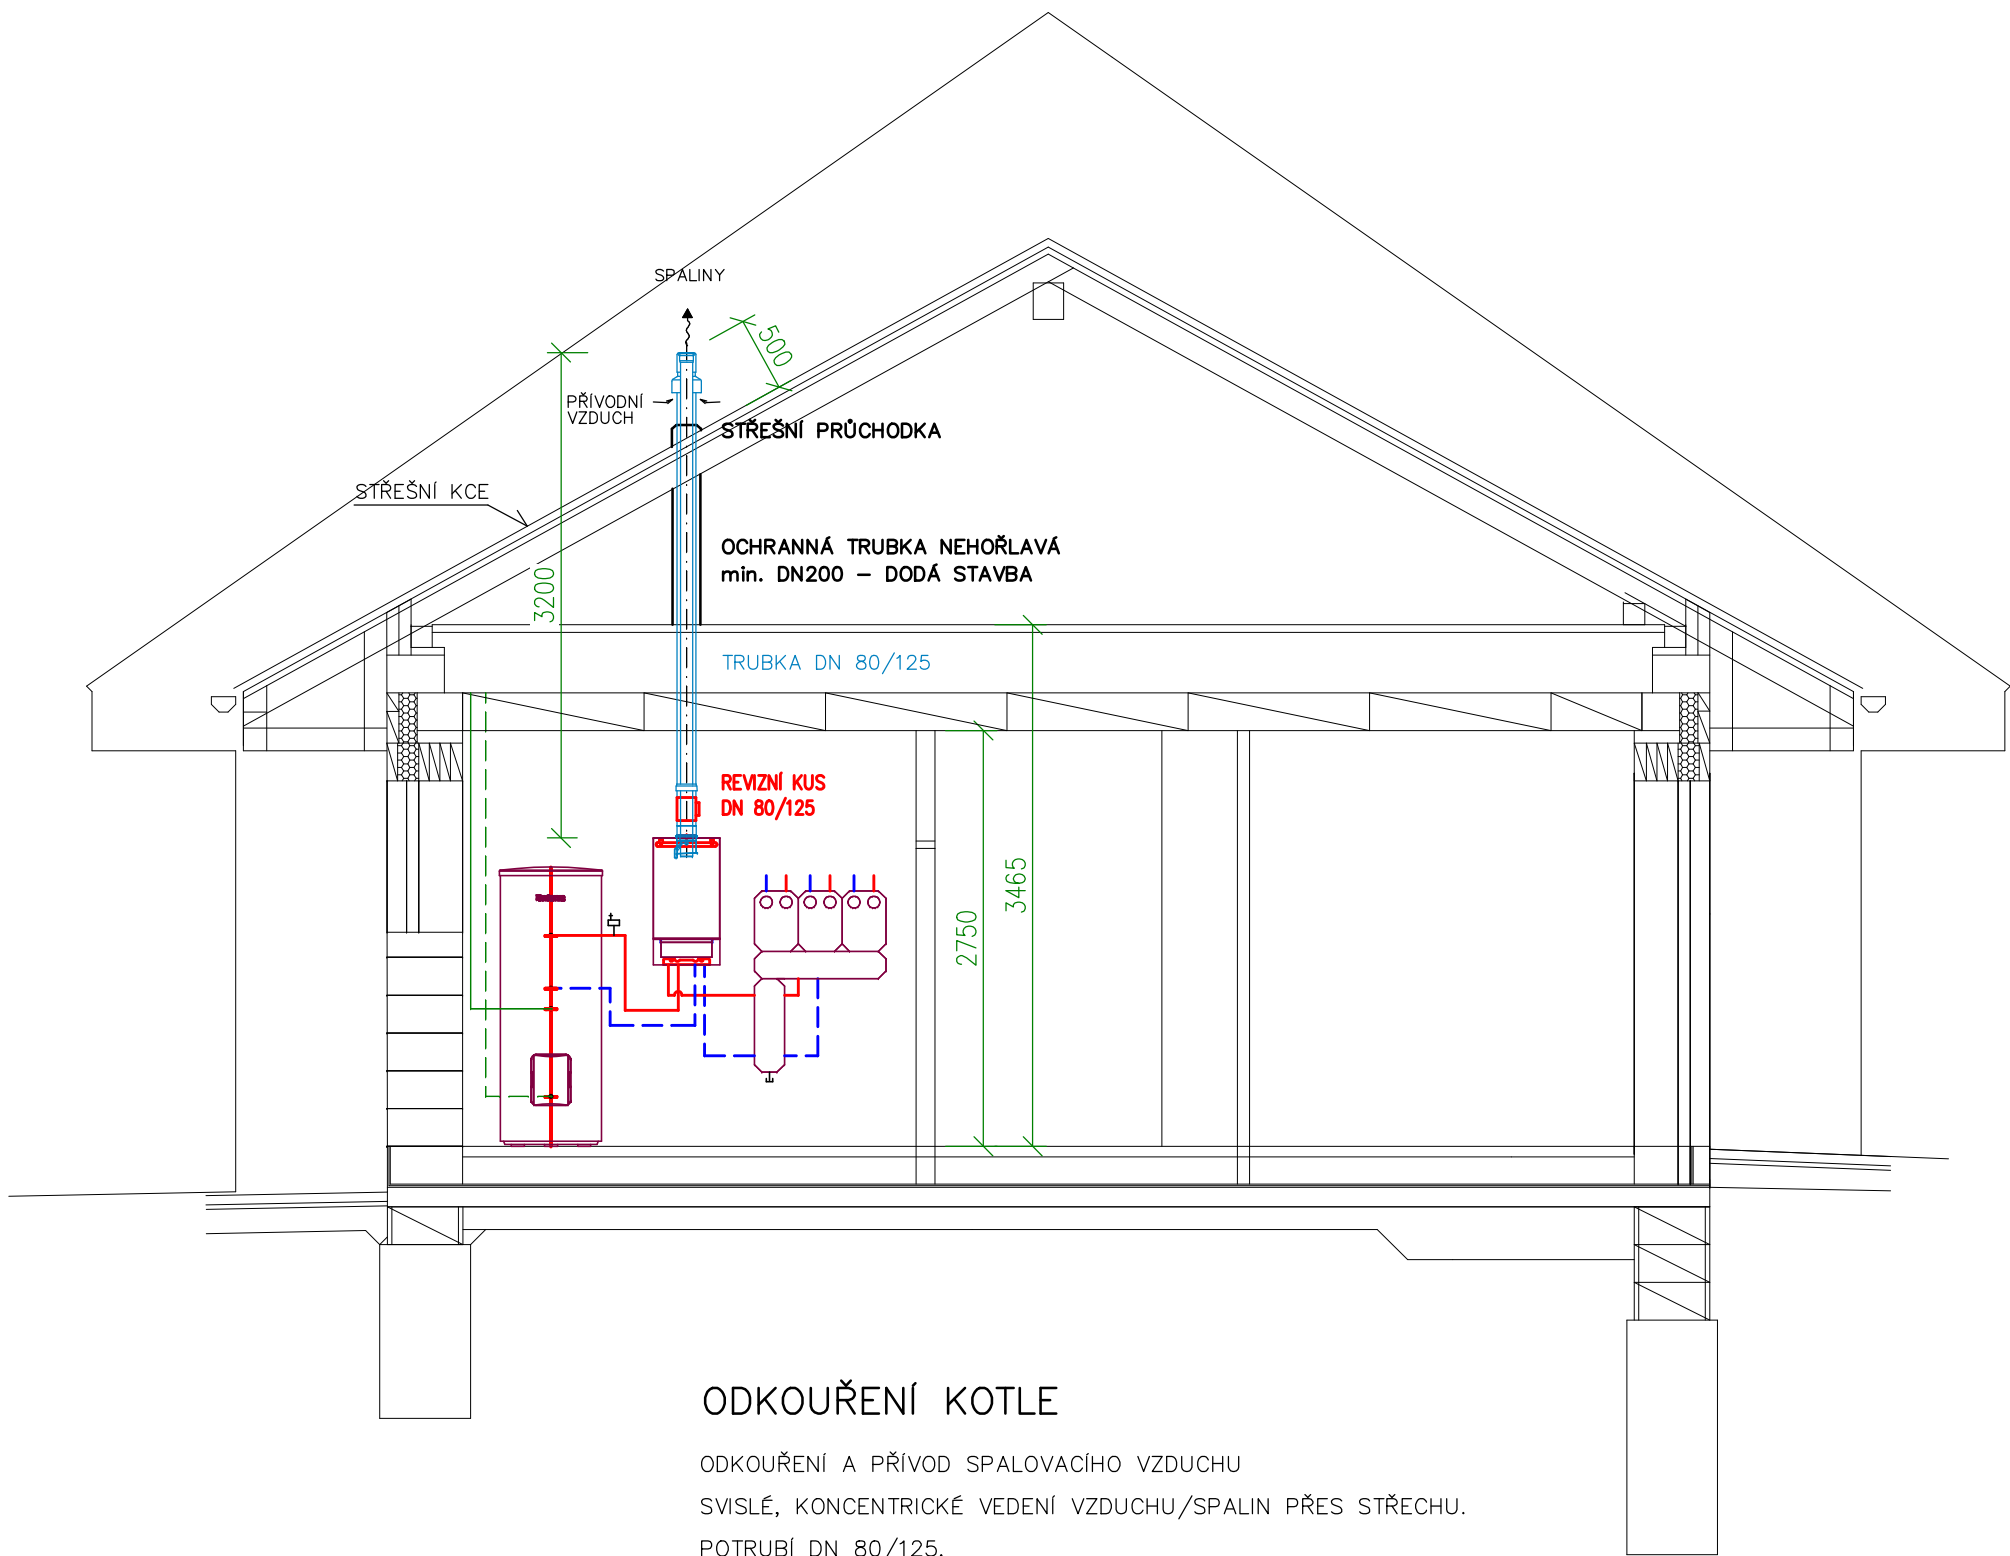 SPALINY
500
PŘÍVODNÍ
VZDUCH
STŘEŠNÍ PRŮCHODKA
STŘEŠNÍ KCE
OCHRANNÁ TRUBKA NEHOŘLAVÁ
min. DN200 – DODÁ STAVBA
3200
TRUBKA DN 80/125
REVIZNÍ KUS
DN 80/125
3465
2750
ODKOUŘENÍ KOTLE
ODKOUŘENÍ A PŘÍVOD SPALOVACÍHO VZDUCHU
SVISLÉ, KONCENTRICKÉ VEDENÍ VZDUCHU/SPALIN PŘES STŘECHU.
POTRUBÍ DN 80/125.